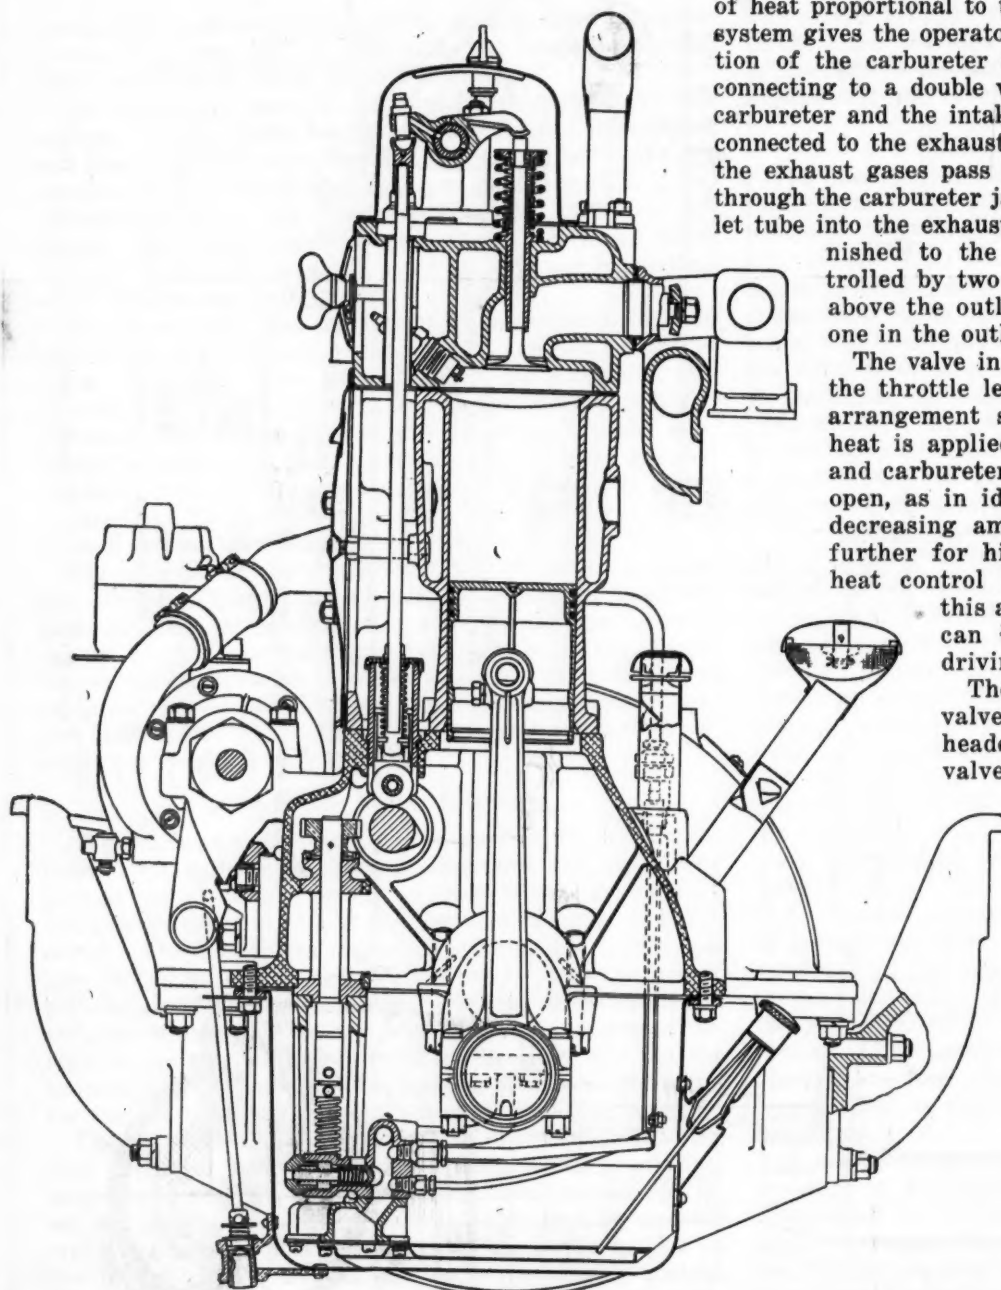 of heat proportional to
system gives the operato
tion of the carbureter
connecting to a double
carbureter and the intak
connected to the exhaust
the exhaust gases pass
through the carbureter j
let tube into the exhaus
nished to the
trolled by two
above the outl
one in the outl
The valve in
the throttle le
arrangement s
heat is applie
and carbureter
open, as in id
decreasing am
further for hi
heat control
this a
can
drivin
The
valve
heade
valve